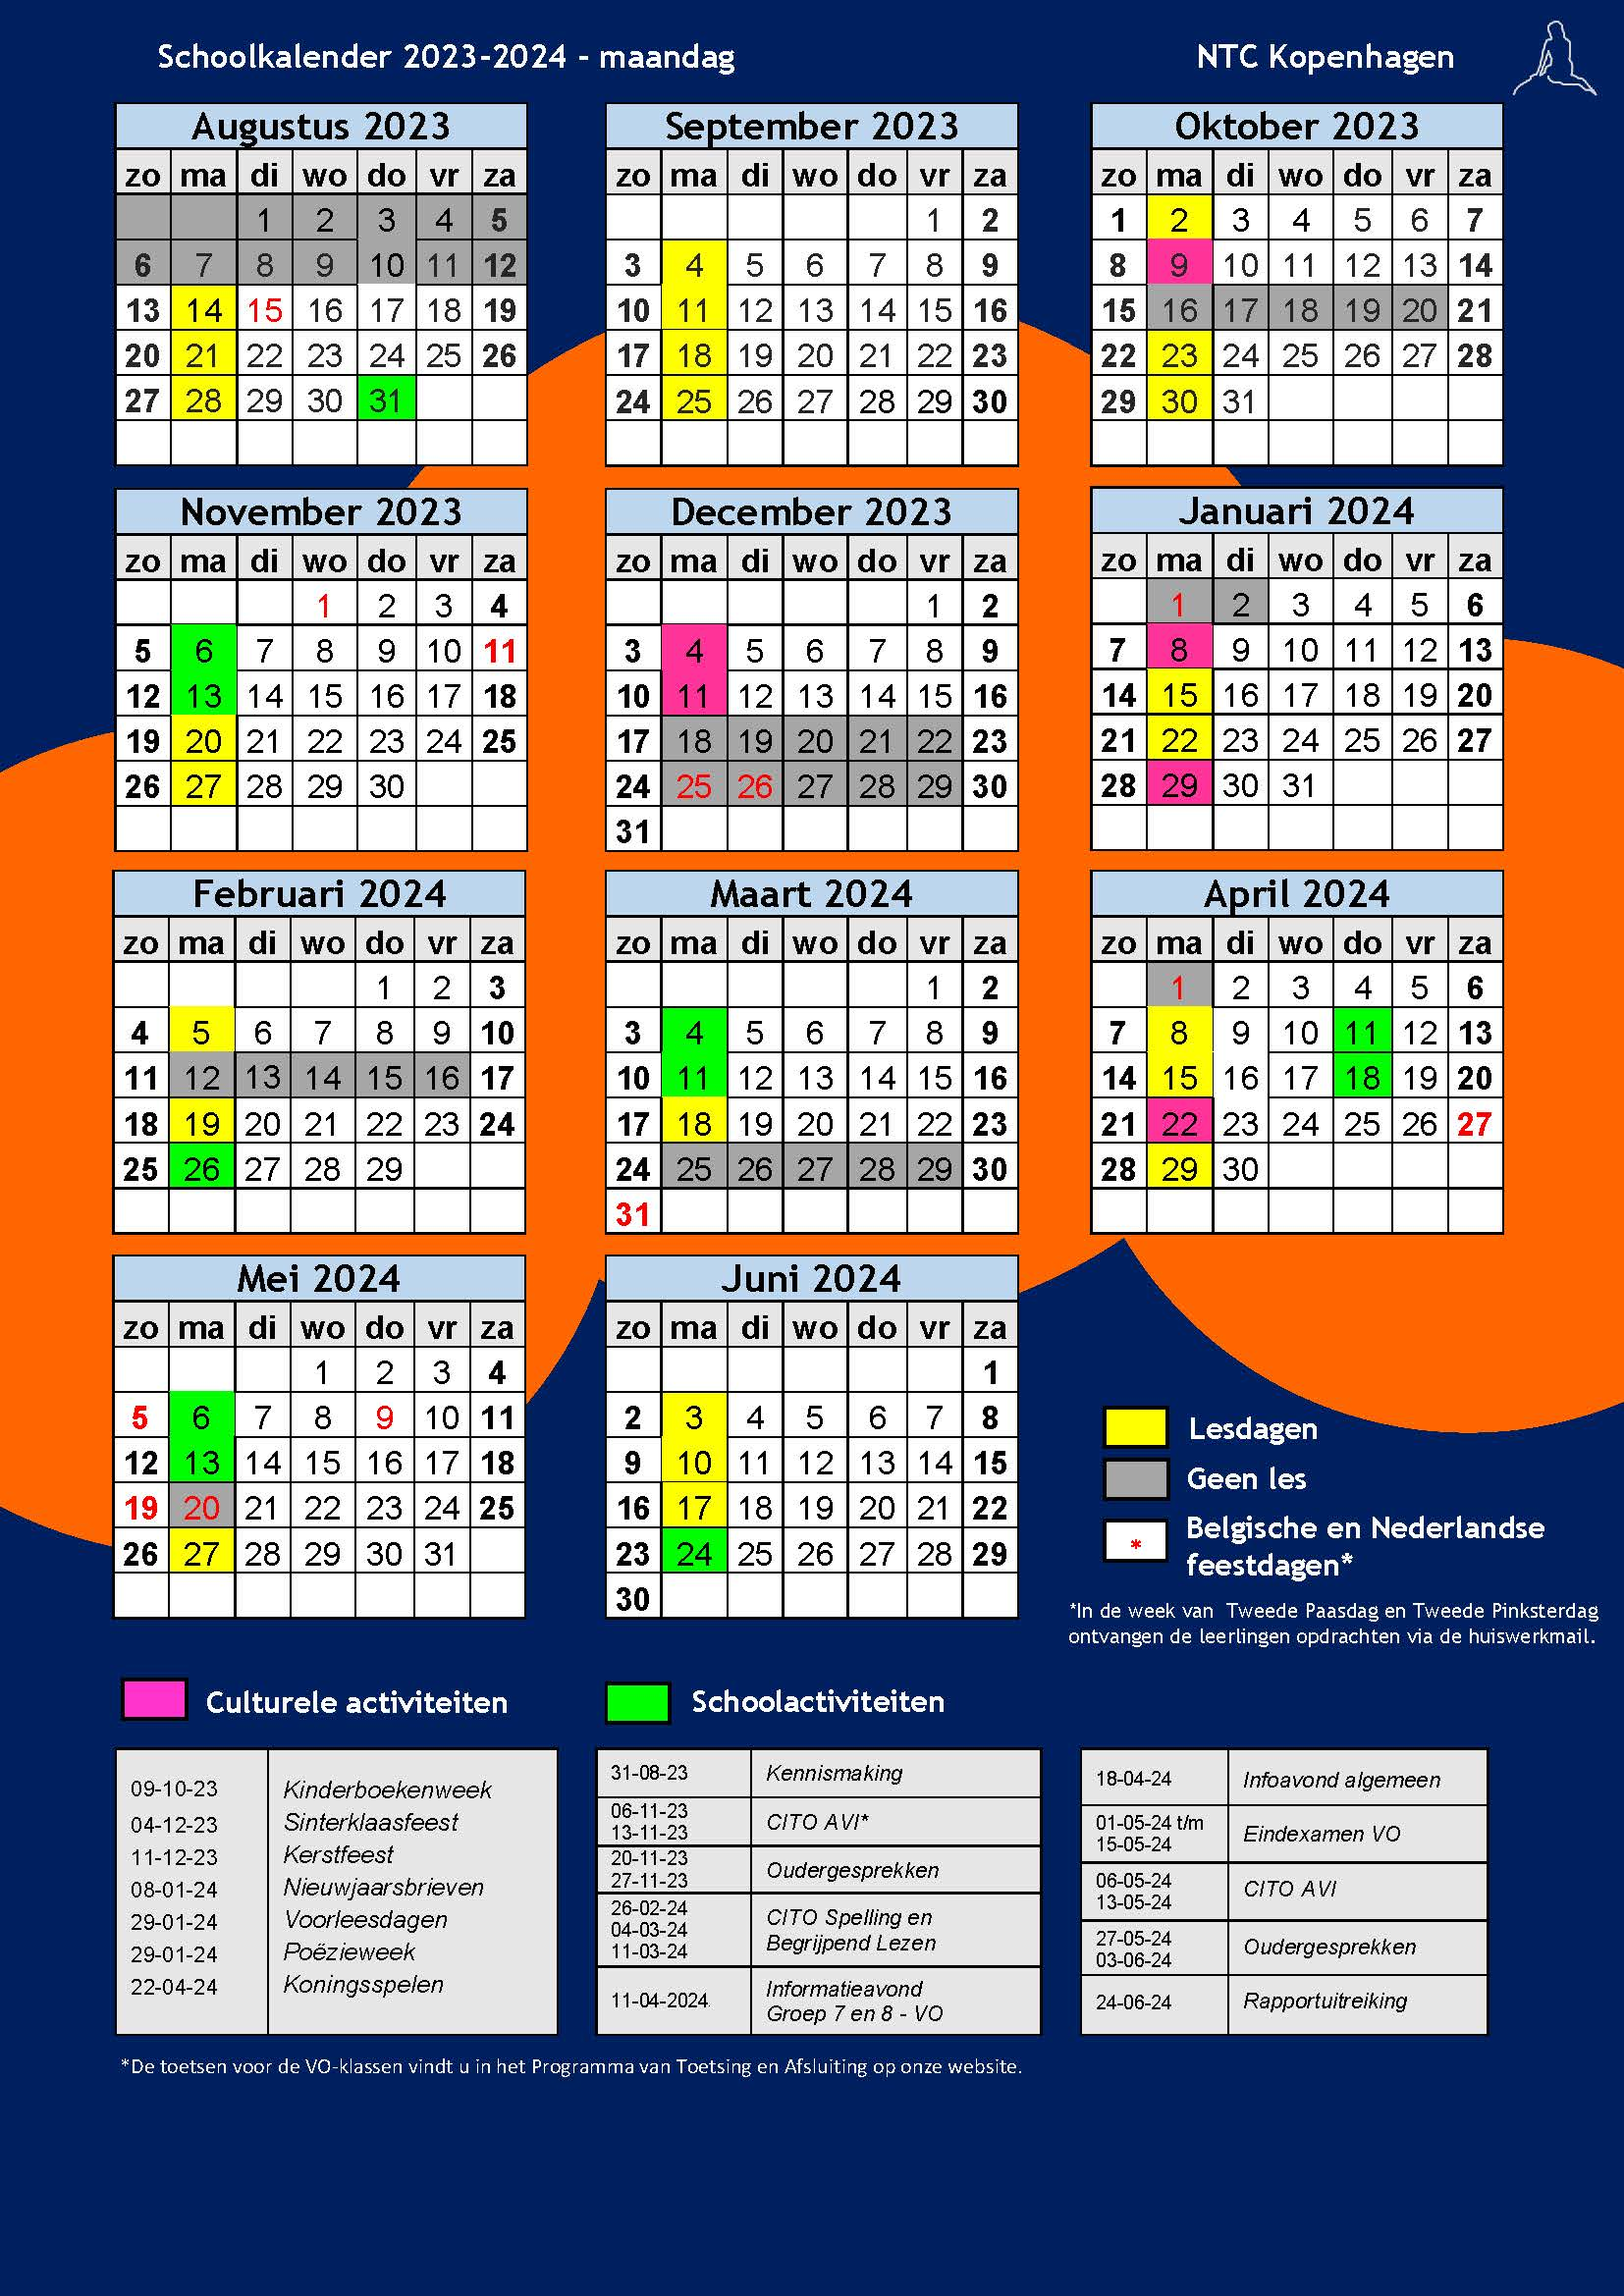 Schoolkalender 2023-2024 - maandag
NTC Kopenhagen
Augustus 2023
zo ma di wo do vr za
1 2 3 4 5
6 7 8 9 10 11 12
13 14 15 16 17 18 19
20 21 22 23 24 25 26
27 28 29 30 31
September 2023
zo ma di wo do vr za
1 2
3 4 5 6 7 8 9
10 11 12 13 14 15 16
17 18 19 20 21 22 23
24 25 26 27 28 29 30
Oktober 2023
zo ma di wo do vr za
1 2 3 4 5 6 7
8 9 10 11 12 13 14
15 16 17 18 19 20 21
22 23 24 25 26 27 28
29 30 31
November 2023
zo ma di wo do vr za
1 2 3 4
5 6 7 8 9 10 11
12 13 14 15 16 17 18
19 20 21 22 23 24 25
26 27 28 29 30
December 2023
zo ma di wo do vr za
1 2
3 4 5 6 7 8 9
10 11 12 13 14 15 16
17 18 19 20 21 22 23
24 25 26 27 28 29 30
31
Januari 2024
zo ma di wo do vr za
1 2 3 4 5 6
7 8 9 10 11 12 13
14 15 16 17 18 19 20
21 22 23 24 25 26 27
28 29 30 31
Februari 2024
zo ma di wo do vr za
1 2 3
4 5 6 7 8 9 10
11 12 13 14 15 16 17
18 19 20 21 22 23 24
25 26 27 28 29
Maart 2024
zo ma di wo do vr za
1 2
3 4 5 6 7 8 9
10 11 12 13 14 15 16
17 18 19 20 21 22 23
24 25 26 27 28 29 30
31
April 2024
zo ma di wo do vr za
1 2 3 4 5 6
7 8 9 10 11 12 13
14 15 16 17 18 19 20
21 22 23 24 25 26 27
28 29 30
Mei 2024
zo ma di wo do vr za
1 2 3 4
5 6 7 8 9 10 11
12 13 14 15 16 17 18
19 20 21 22 23 24 25
26 27 28 29 30 31
Juni 2024
zo ma di wo do vr za
1
2 3 4 5 6 7 8
9 10 11 12 13 14 15
16 17 18 19 20 21 22
23 24 25 26 27 28 29
30
Lesdagen
Geen les
* Belgische en Nederlandse
feestdagen*
*In de week van Tweede Paasdag en Tweede Pinksterdag
ontvangen de leerlingen opdrachten via de huiswerkmail.
Culturele activiteiten
09-10-23 Kinderboekenweek
04-12-23 Sinterklaasfeest
11-12-23 Kerstfeest
08-01-24 Nieuwjaarsbrieven
29-01-24 Voorleesdagen
29-01-24 Poëzieweek
22-04-24 Koningsspelen
Schoolactiviteiten
31-08-23 Kennismaking
06-11-23
13-11-23
CITO AVI*
20-11-23
27-11-23
Oudergesprekken
26-02-24
04-03-24
11-03-24
CITO Spelling en
Begrijpend Lezen
11-04-2024
Informatieavond
Groep 7 en 8 - VO
18-04-24 Infoavond algemeen
01-05-24 t/m
15-05-24
Eindexamen VO
06-05-24
13-05-24
CITO AVI
27-05-24
03-06-24
Oudergesprekken
24-06-24 Rapportuitreiking
*De toetsen voor de VO-klassen vindt u in het Programma van Toetsing en Afsluiting op onze website.